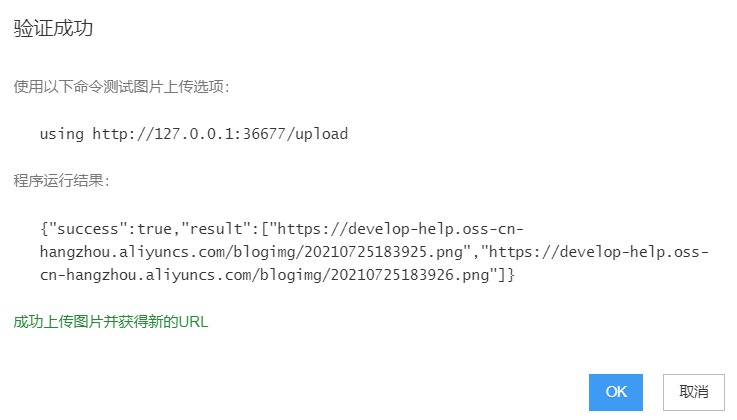 验证成功
使用以下命令测试图片上传选项：
using http://127.0.0.1:36677/upload
程序运行结果：
{"success":true,"result":["https://develop-help.oss-cn-
hangzhou.aliyuncs.com/blogimg/20210725183925.png","https://develop-help.oss-
cn-hangzhou.aliyuncs.com/blogimg/20210725183926.png"]}
成功上传图片并获得新的URL
OK
取消